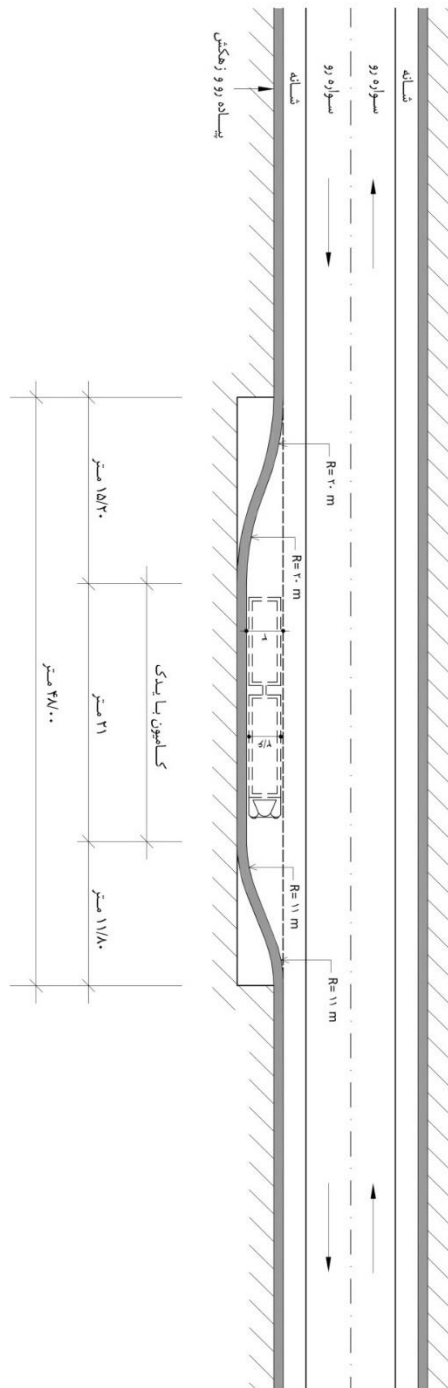 شانه
سواره رو
سواره رو
شانه
پیاده رو و زهکش
R= ۲۰ m
R= ۲۰ m
R= ۱۱ m
R= ۱۱ m
کامیون با یدک
۱۵/۲۰ متر
۲۱ متر
۱۱/۸۰ متر
۴۸/۰۰ متر